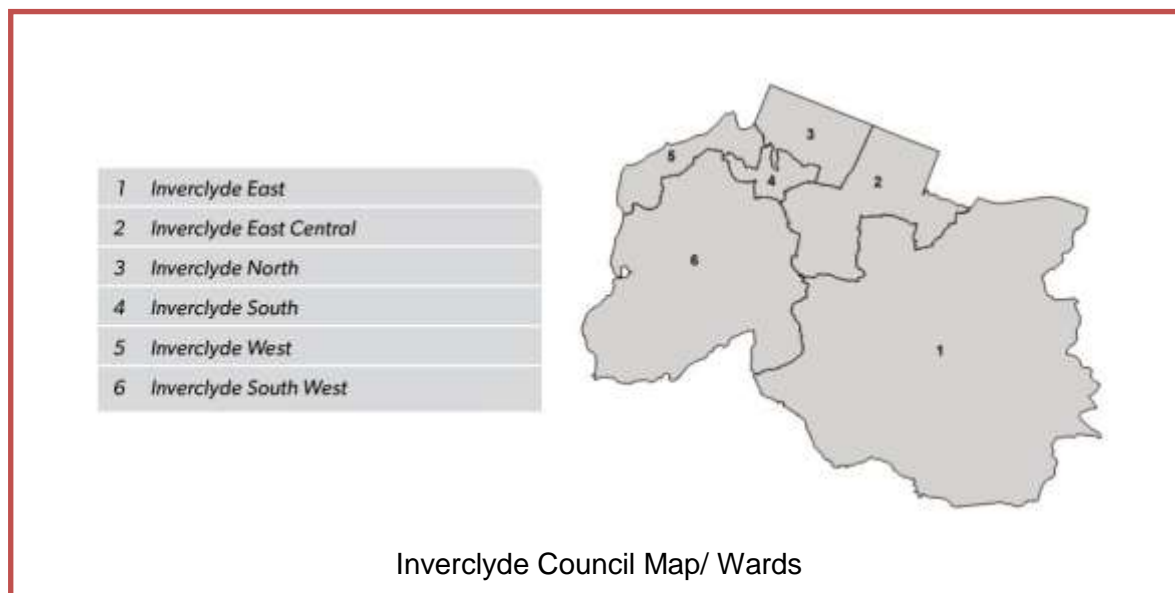 1 Inverclyde East
2 Inverclyde East Central
3 Inverclyde North
4 Inverclyde South
5 Inverclyde West
6 Inverclyde South West
3
5
4
2
6
1
Inverclyde Council Map/ Wards